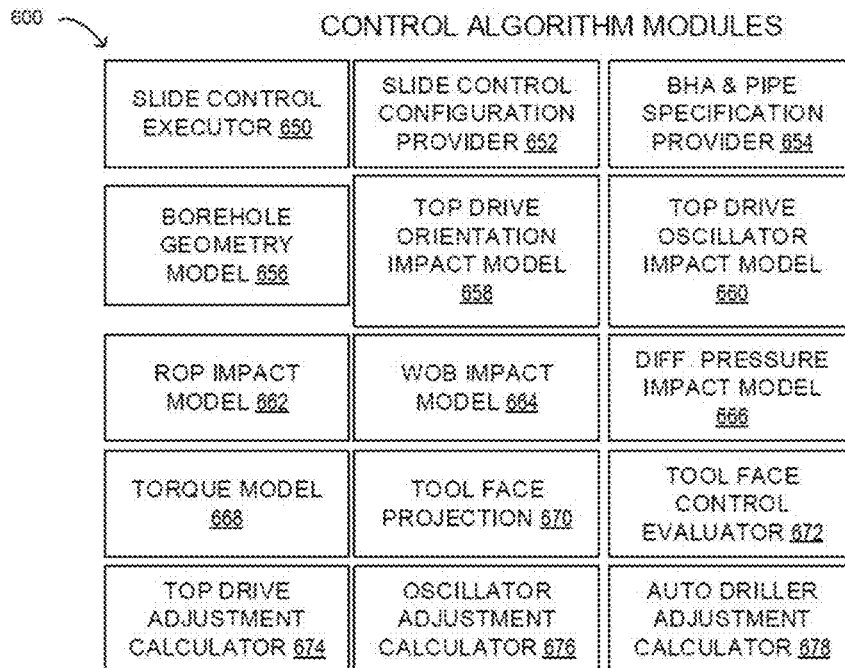 600
CONTROL ALGORITHM MODULES
SLIDE CONTROL
EXECUTOR 650
SLIDE CONTROL
CONFIGURATION
PROVIDER 652
BHA & PIPE
SPECIFICATION
PROVIDER 654
BOREHOLE
GEOMETRY
MODEL 656
TOP DRIVE
ORIENTATION
IMPACT MODEL
658
TOP DRIVE
OSCILLATOR
IMPACT MODEL
660
ROP IMPACT
MODEL 662
WOB IMPACT
MODEL 664
DIFF. PRESSURE
IMPACT MODEL
666
TORQUE MODEL
668
TOOL FACE
PROJECTION 670
TOOL FACE
CONTROL
EVALUATOR 672
TOP DRIVE
ADJUSTMENT
CALCULATOR 674
OSCILLATOR
ADJUSTMENT
CALCULATOR 676
AUTO DRILLER
ADJUSTMENT
CALCULATOR 678